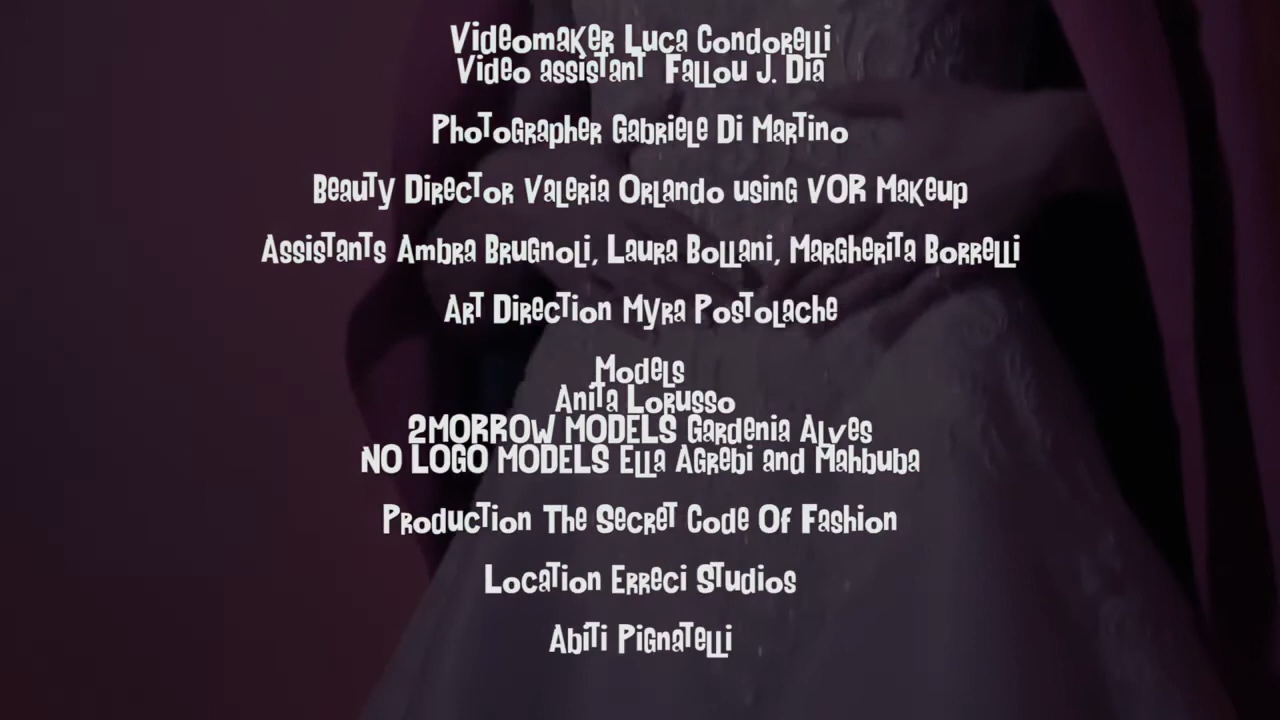 Videomaker Luca Condorelli
Video assistant Fallou J. Dia
Photographer Gabriele Di Martino
Beauty Director Valeria Orlando using VOR Makeup
Assistants Ambra Brugnoli, Laura Bollani, Margherita Borrelli
Art Direction Myra Postolache
Models
Anita Lorusso
2MORROW MODELS Gardenia Alves
NO LOGO MODELS Ella Agrebi and Mahbuba
Production The Secret Code Of Fashion
Location Erreci Studios
Abiti Pignatelli